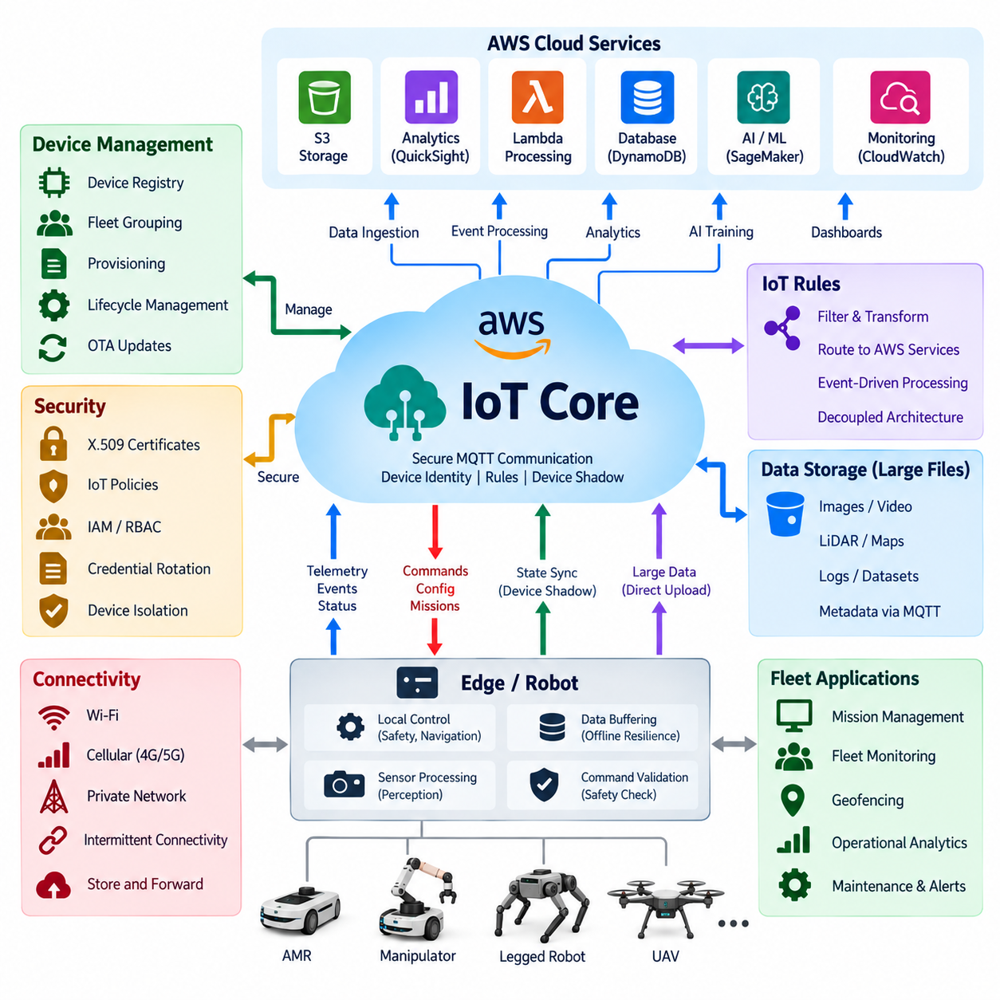 AWS Cloud Services
S3
Storage
Analytics
(QuickSight)
Lambda
Processing
Database
(DynamoDB)
AI / ML
(SageMaker)
Monitoring
(CloudWatch)
Data Ingestion
Event Processing
Analytics
AI Training
Dashboards
Device Management
Device Registry
Fleet Grouping
Provisioning
Lifecycle Management
OTA Updates
Manage
Security
X.509 Certificates
IoT Policies
IAM / RBAC
Credential Rotation
Device Isolation
Secure
aws
IoT Core
Secure MQTT Communication
Device Identity | Rules | Device Shadow
IoT Rules
Filter & Transform
Route to AWS Services
Event-Driven Processing
Decoupled Architecture
Data Storage (Large Files)
Images / Video
LiDAR / Maps
Logs / Datasets
Metadata via MQTT
Telemetry
Events
Status
Commands
Config
Missions
State Sync
(Device Shadow)
Large Data
(Direct Upload)
Connectivity
Wi-Fi
Cellular (4G/5G)
Private Network
Intermittent Connectivity
Store and Forward
Edge / Robot
Local Control
(Safety, Navigation)
Data Buffering
(Offline Resilience)
Sensor Processing
(Perception)
Command Validation
(Safety Check)
Fleet Applications
Mission Management
Fleet Monitoring
Geofencing
Operational Analytics
Maintenance & Alerts
AMR
Manipulator
Legged Robot
UAV